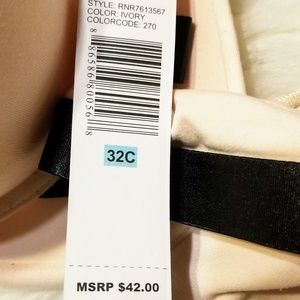 STYLE: RNR7613567
COLOR: IVORY
COLORCODE: 270
32C
MSRP $42.00